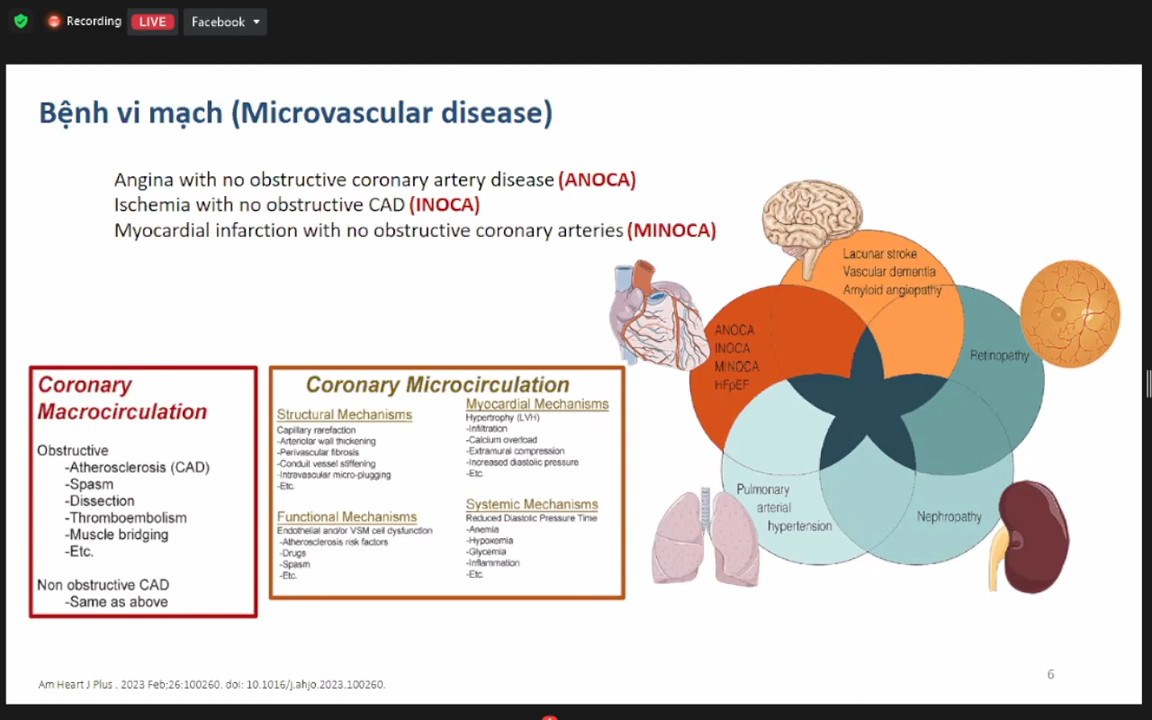 Recording LIVE Facebook
Bệnh vi mạch (Microvascular disease)
Angina with no obstructive coronary artery disease (ANOCA)
Ischemia with no obstructive CAD (INOCA)
Myocardial infarction with no obstructive coronary arteries (MINOCA)
Lacunar stroke
Vascular dementia
Amyloid angiopathy
ANOCA
INOCA
MINOCA
HFpEF
Retinopathy
Pulmonary
arterial
hypertension
Nephropathy
Coronary
Macrocirculation
Obstructive
-Atherosclerosis (CAD)
-Spasm
-Dissection
-Thromboembolism
-Muscle bridging
-Etc.
Non obstructive CAD
-Same as above
Coronary Microcirculation
Structural Mechanisms
Capillary rarefaction
-Arteriolar wall thickening
-Perivascular fibrosis
-Conduit vessel stiffening
-Intravascular micro-plugging
-Etc.
Functional Mechanisms
Endothelial and/or VSM cell dysfunction
-Atherosclerosis risk factors
-Drugs
-Spasm
-Etc.
Myocardial Mechanisms
Hypertrophy (LVH)
-Infiltration
-Calcium overload
-Extramural compression
-Increased diastolic pressure
-Etc.
Systemic Mechanisms
Reduced Diastolic Pressure Time
-Anemia
-Hypoxemia
-Glycemia
-Inflammation
-Etc.
Am Heart J Plus . 2023 Feb;26:100260. doi: 10.1016/j.ahjo.2023.100260.
6